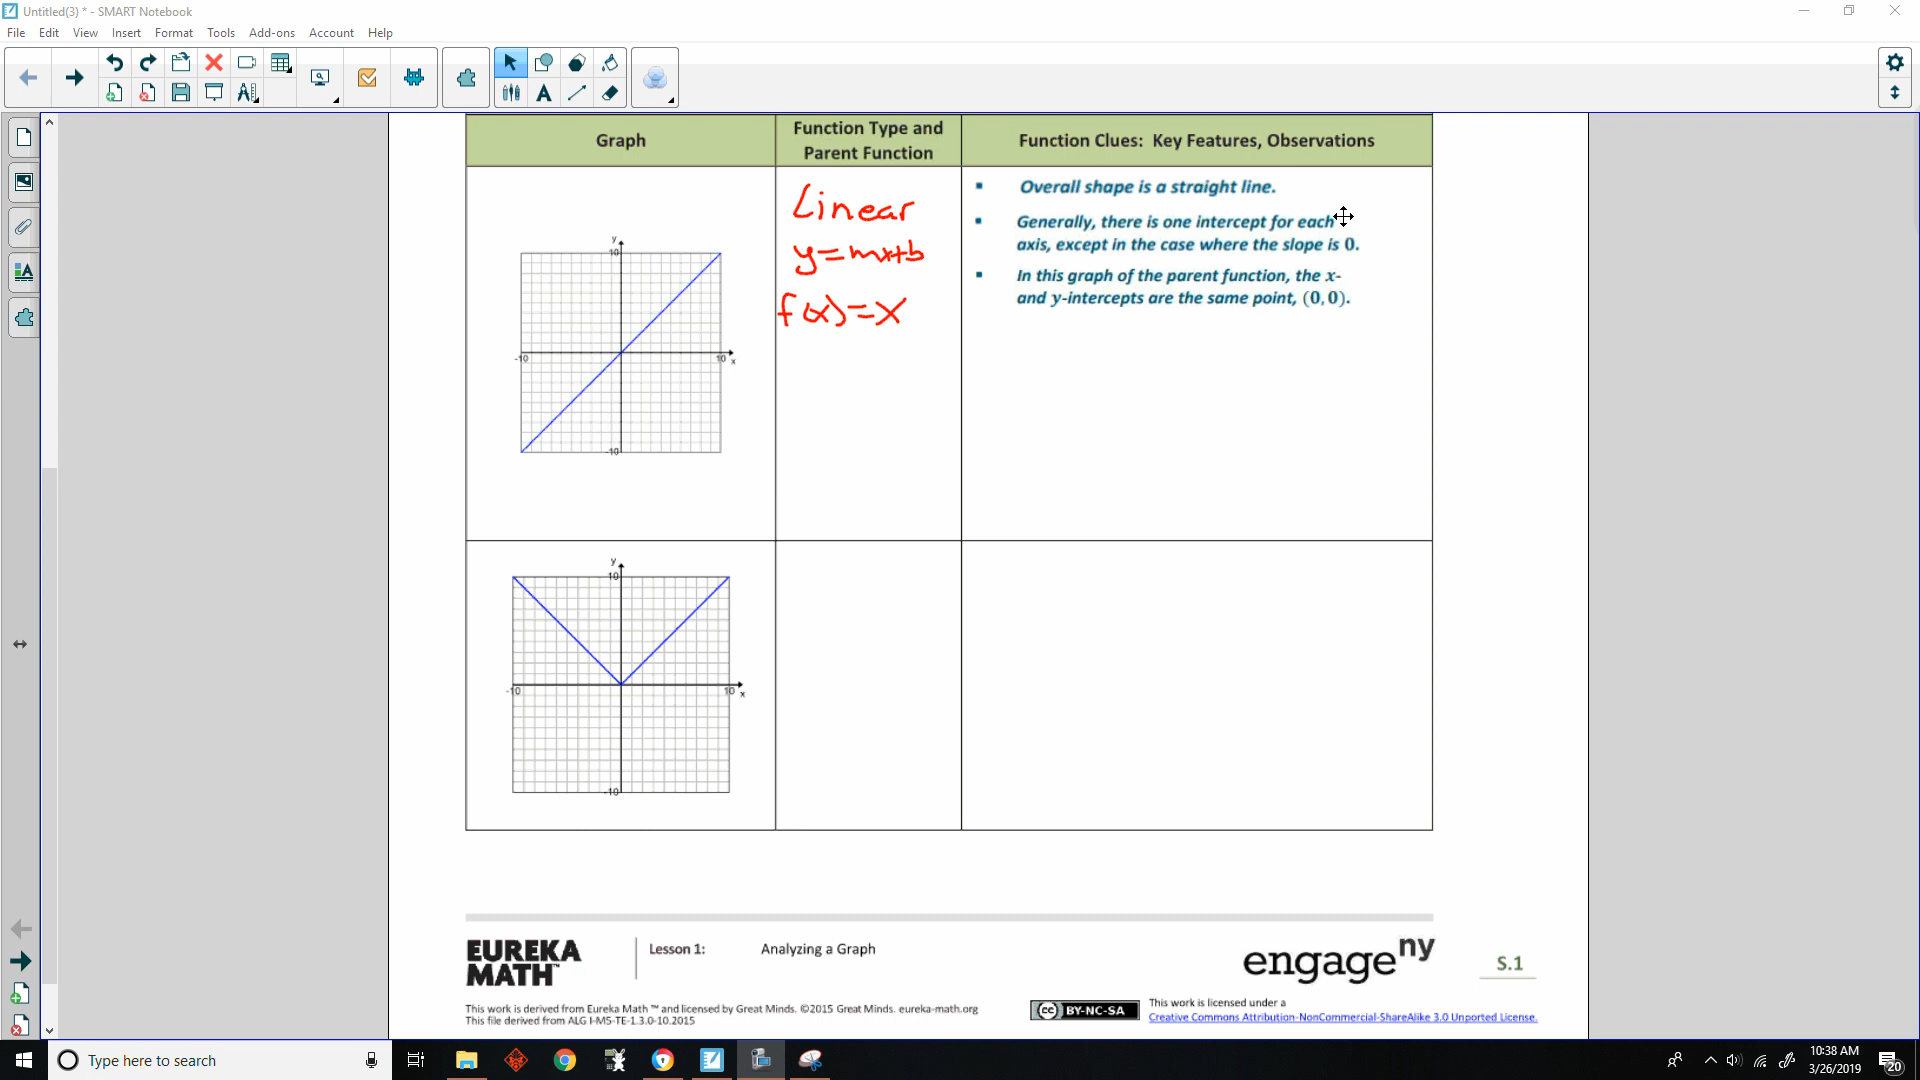 Untitled(3) * - SMART Notebook
File Edit View Insert Format Tools Add-ons Account Help
Graph
Function Type and
Parent Function
Function Clues: Key Features, Observations
y
10
-10
10
x
-10
Linear
y=mx+b
f(x)=x
▪ Overall shape is a straight line.
▪ Generally, there is one intercept for each
axis, except in the case where the slope is 0.
▪ In this graph of the parent function, the x-
and y-intercepts are the same point, (0,0).
y
10
-10
10
x
-10
EUREKA
MATH™
Lesson 1: Analyzing a Graph
engage ny
S.1
This work is derived from Eureka Math ™ and licensed by Great Minds. ©2015 Great Minds. eureka-math.org
This file derived from ALG I-M5-TE-1.3.0-10.2015
cc BY-NC-SA
This work is licensed under a
Creative Commons Attribution-NonCommercial-ShareAlike 3.0 Unported License.
Type here to search
10:38 AM
3/26/2019
20